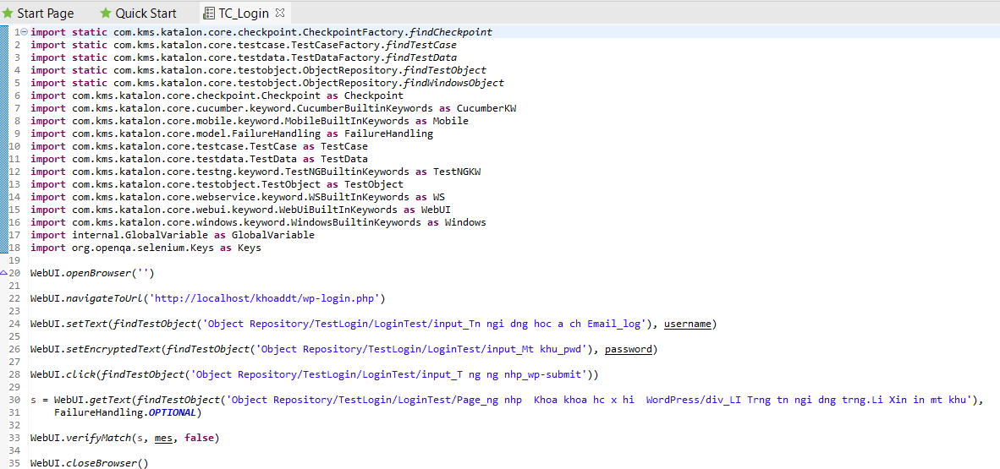 Start Page Quick Start TC_Login
1 import static com.kms.katalon.core.checkpoint.CheckpointFactory.findCheckpoint
2 import static com.kms.katalon.core.testcase.TestCaseFactory.findTestCase
3 import static com.kms.katalon.core.testdata.TestDataFactory.findTestData
4 import static com.kms.katalon.core.testobject.ObjectRepository.findTestObject
5 import static com.kms.katalon.core.testobject.ObjectRepository.findWindowsObject
6 import com.kms.katalon.core.checkpoint.Checkpoint as Checkpoint
7 import com.kms.katalon.core.cucumber.keyword.CucumberBuiltinKeywords as CucumberKW
8 import com.kms.katalon.core.mobile.keyword.MobileBuiltInKeywords as Mobile
9 import com.kms.katalon.core.model.FailureHandling as FailureHandling
10 import com.kms.katalon.core.testcase.TestCase as TestCase
11 import com.kms.katalon.core.testdata.TestData as TestData
12 import com.kms.katalon.core.testng.keyword.TestNGBuiltinKeywords as TestNGKW
13 import com.kms.katalon.core.testobject.TestObject as TestObject
14 import com.kms.katalon.core.webservice.keyword.WSBuiltInKeywords as WS
15 import com.kms.katalon.core.webui.keyword.WebUiBuiltInKeywords as WebUI
16 import com.kms.katalon.core.windows.keyword.WindowsBuiltinKeywords as Windows
17 import internal.GlobalVariable as GlobalVariable
18 import org.openqa.selenium.Keys as Keys
19
20 WebUI.openBrowser('')
21
22 WebUI.navigateToUrl('http://localhost/khoaddt/wp-login.php')
23
24 WebUI.setText(findTestObject('Object Repository/TestLogin/LoginTest/input_Tn ngi dng hoc a ch Email_log'), username)
25
26 WebUI.setEncryptedText(findTestObject('Object Repository/TestLogin/LoginTest/input_Mt khu_pwd'), password)
27
28 WebUI.click(findTestObject('Object Repository/TestLogin/LoginTest/input_T ng ng nhp_wp-submit'))
29
30 s = WebUI.getText(findTestObject('Object Repository/TestLogin/LoginTest/Page_ng nhp  Khoa khoa hc x hi  WordPress/div_LI Trng tn ngi dng trng.Li Xin in mt khu'),
31 FailureHandling.OPTIONAL)
32
33 WebUI.verifyMatch(s, mes, false)
34
35 WebUI.closeBrowser()